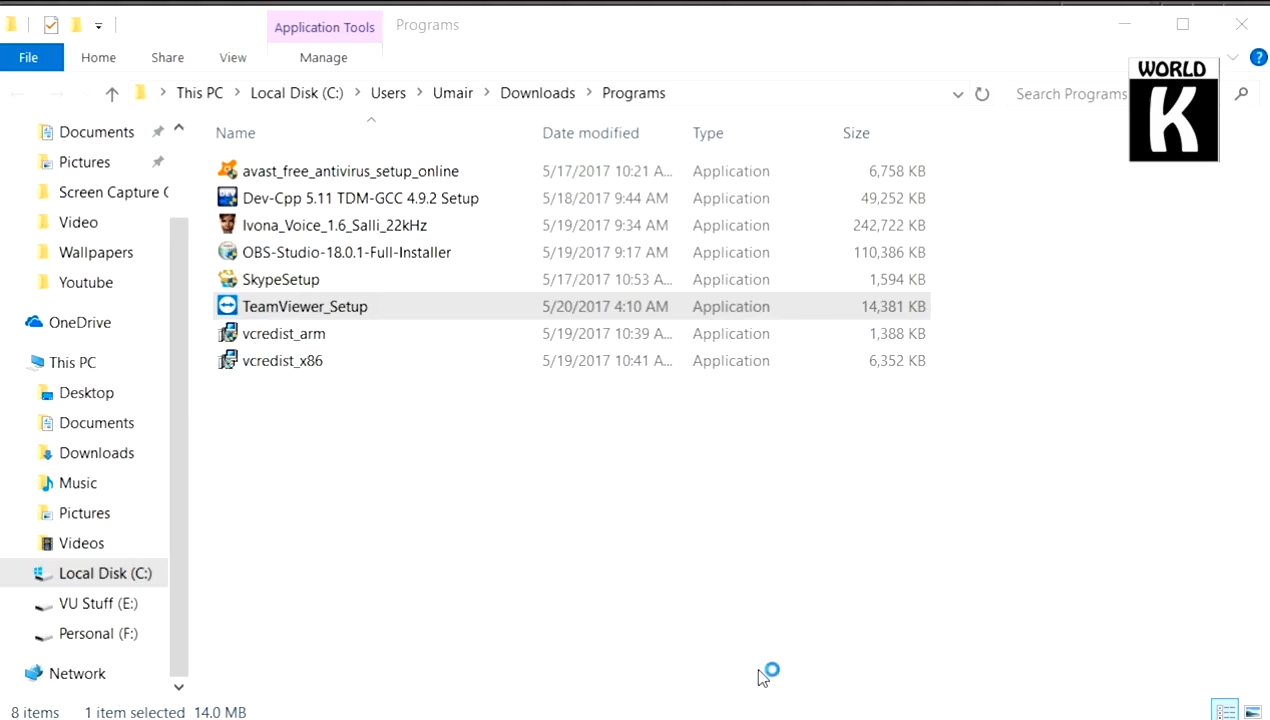 Application Tools Programs
File Home Share View Manage
WORLD
K
This PC Local Disk (C:) Users Umair Downloads Programs Search Programs
Documents
Pictures
Screen Capture
Video
Wallpapers
Youtube
OneDrive
This PC
Desktop
Documents
Downloads
Music
Pictures
Videos
Local Disk (C:)
VU Stuff (E:)
Personal (F:)
Network
Name Date modified Type Size
avast_free_antivirus_setup_online 5/17/2017 10:21 A... Application 6,758 KB
Dev-Cpp 5.11 TDM-GCC 4.9.2 Setup 5/18/2017 9:44 AM Application 49,252 KB
Ivona_Voice_1.6_Salli_22kHz 5/19/2017 9:34 AM Application 242,722 KB
OBS-Studio-18.0.1-Full-Installer 5/19/2017 9:17 AM Application 110,386 KB
SkypeSetup 5/17/2017 10:53 A... Application 1,594 KB
TeamViewer_Setup 5/20/2017 4:10 AM Application 14,381 KB
vcredist_arm 5/19/2017 10:39 A... Application 1,388 KB
vcredist_x86 5/19/2017 10:41 A... Application 6,352 KB
8 items 1 item selected 14.0 MB